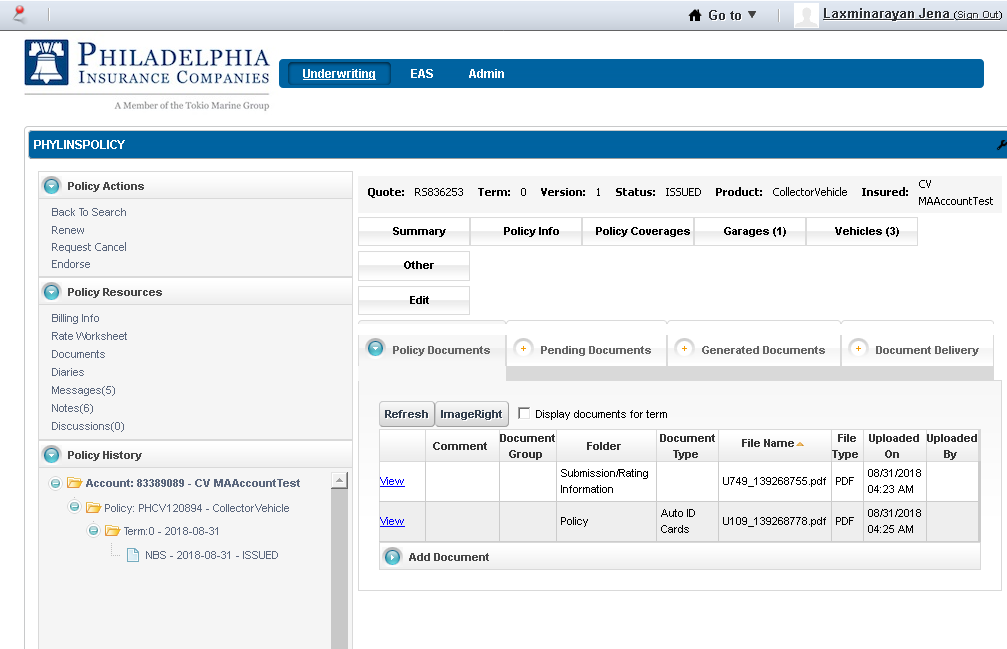 Go to ▼
Laxminarayan Jena (Sign Out)
PHILADELPHIA
INSURANCE COMPANIES
A Member of the Tokio Marine Group
Underwriting EAS Admin
PHYLINSPOLICY
Policy Actions
Back To Search
Renew
Request Cancel
Endorse
Policy Resources
Billing Info
Rate Worksheet
Documents
Diaries
Messages(5)
Notes(6)
Discussions(0)
Policy History
Account: 83389089 - CV MAAccountTest
Policy: PHCV120894 - CollectorVehicle
Term:0 - 2018-08-31
NBS - 2018-08-31 - ISSUED
Quote: RS836253 Term: 0 Version: 1 Status: ISSUED Product: CollectorVehicle Insured: CV
MAAccountTest
Summary Policy Info Policy Coverages Garages (1) Vehicles (3)
Other
Edit
Policy Documents Pending Documents Generated Documents Document Delivery
Refresh ImageRight Display documents for term
Comment
Document
Group
Folder
Document
Type
File Name
File
Type
Uploaded
On
Uploaded
By
View
Submission/Rating
Information
U749_139268755.pdf
PDF
08/31/2018
04:23 AM
View
Policy
Auto ID
Cards
U109_139268778.pdf
PDF
08/31/2018
04:25 AM
Add Document